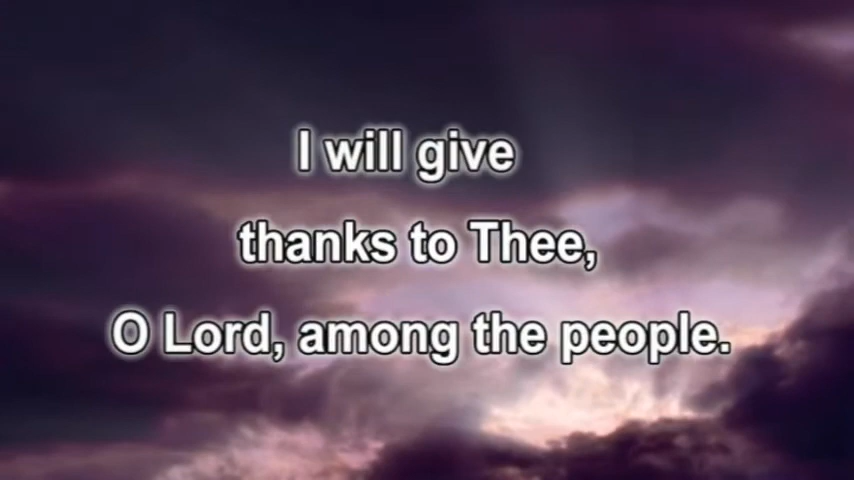 I will give
thanks to Thee,
O Lord, among the people.